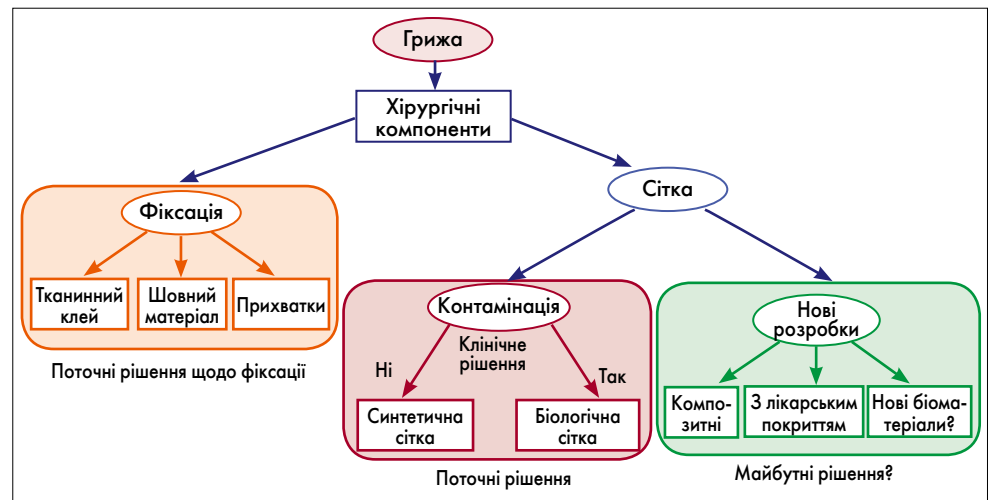 Грижа
Хірургічні
компоненти
Фіксація
Тканинний
клей
Шовний
матеріал
Прихватки
Поточні рішення щодо фіксації
Сітка
Контамінація
Клінічне
рішення
Ні
Так
Синтетична
сітка
Біологічна
сітка
Поточні рішення
Нові
розробки
Компо-
зитні
З лікарським
покриттям
Нові біома-
теріали?
Майбутні рішення?